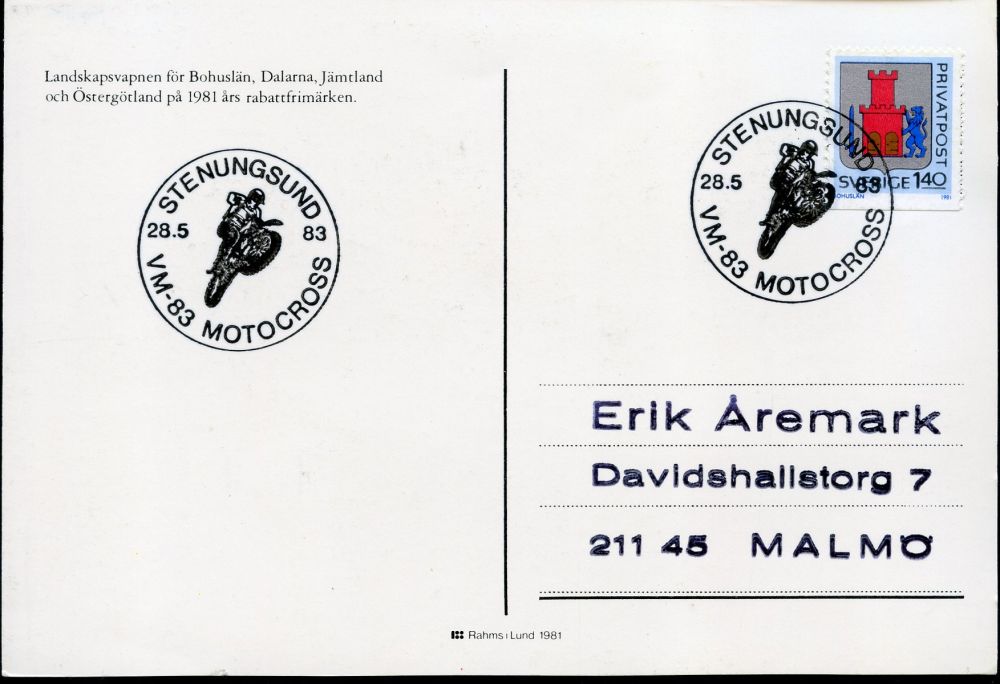 Landskapsvapnen för Bohuslän, Dalarna, Jämtland
och Östergötland på 1981 års rabattfrimärken.
STENUNGSUND
28.5 83
VM-83 MOTOCROSS
STENUNGSUND
28.5 83
VM-83 MOTOCROSS
PRIVATPOST
SVERIGE 140
BOHUSLÄN 1981
Erik Åremark
Davidshallstorg 7
211 45 MALMÖ
Rahms i Lund 1981